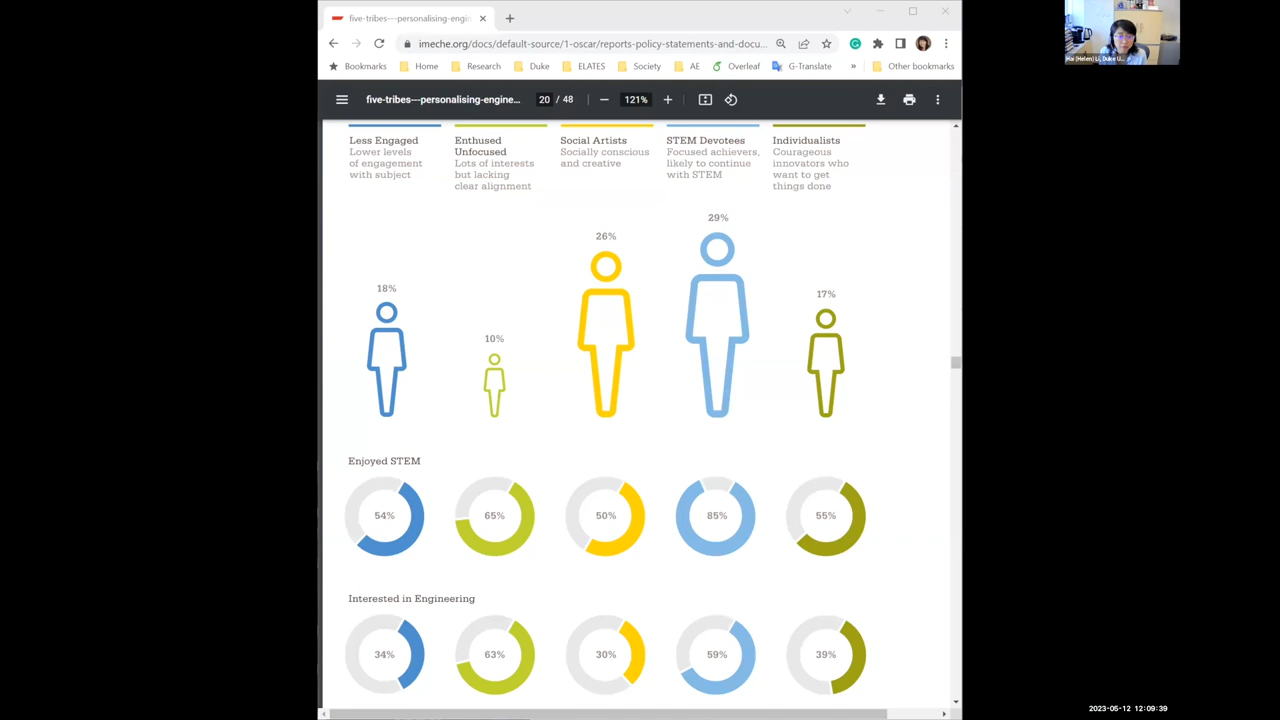 five-tribes---personalising-engin
imeche.org/docs/default-source/1-oscar/reports-policy-statements-and-docu...
Bookmarks Home Research Duke ELATES Society AE Overleaf G-Translate » Other bookmarks
five-tribes---personalising-engine... 20 / 48 121%
Less Engaged
Lower levels
of engagement
with subject
Enthused
Unfocused
Lots of interests
but lacking
clear alignment
Social Artists
Socially conscious
and creative
STEM Devotees
Focused achievers,
likely to continue
with STEM
Individualists
Courageous
innovators who
want to get
things done
18%
10%
26%
29%
17%
Enjoyed STEM
54% 65% 50% 85% 55%
Interested in Engineering
34% 63% 30% 59% 39%
Hai (Helen) Li, Duke U...
2023-05-12 12:09:39